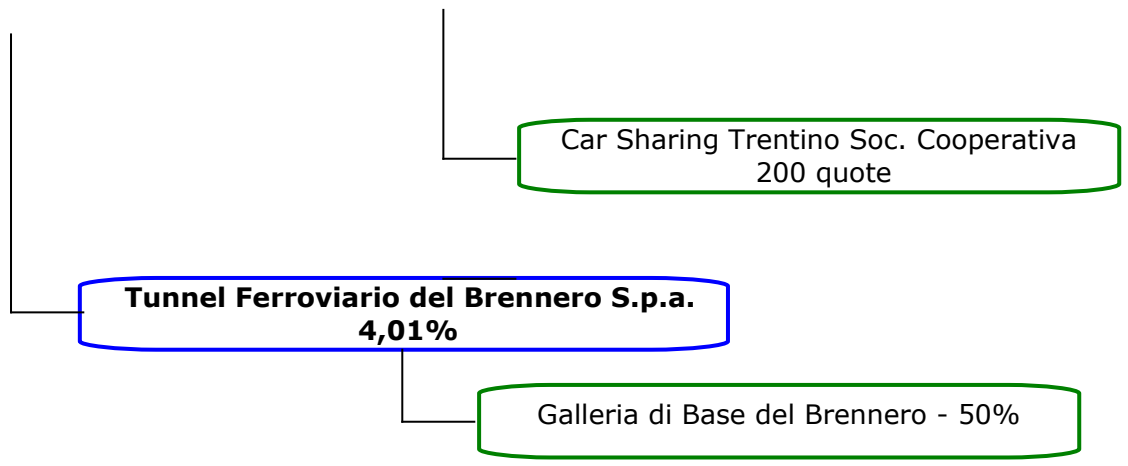 Car Sharing Trentino Soc. Cooperativa
200 quote
Tunnel Ferroviario del Brennero S.p.a.
4,01%
Galleria di Base del Brennero - 50%